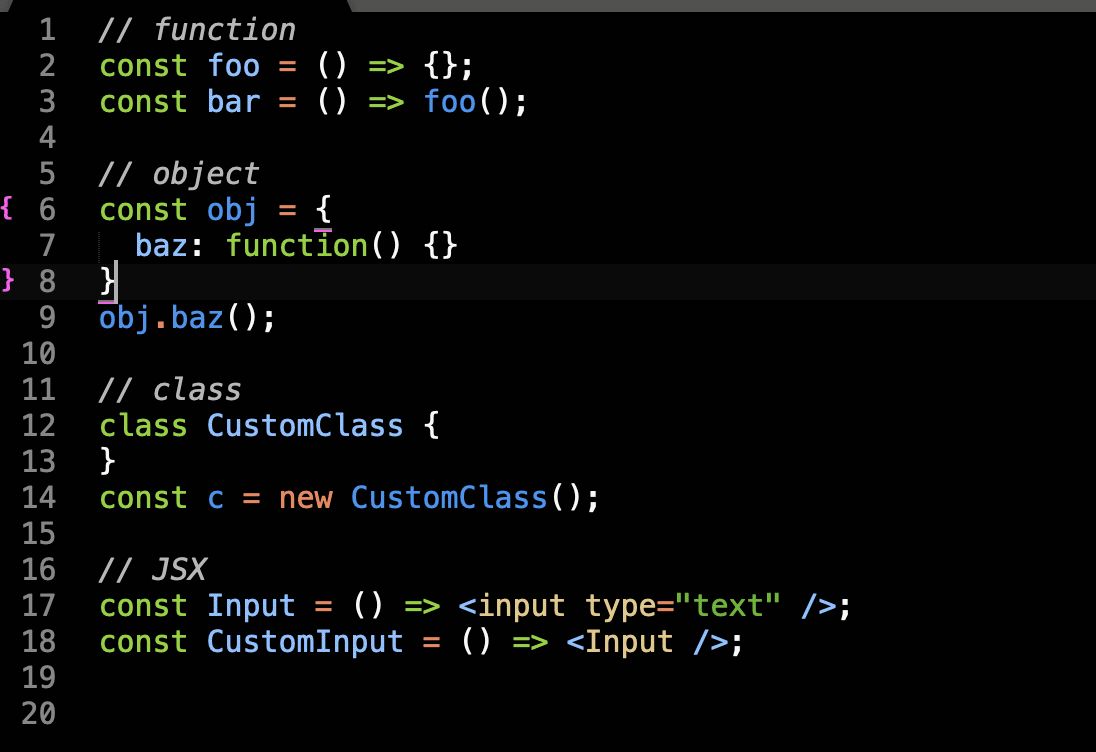 1 // function
2 const foo = () => {};
3 const bar = () => foo();
4
5 // object
{ 6 const obj = {
7   baz: function() {}
} 8 }
9 obj.baz();
10
11 // class
12 class CustomClass {
13 }
14 const c = new CustomClass();
15
16 // JSX
17 const Input = () => <input type="text" />;
18 const CustomInput = () => <Input />;
19
20